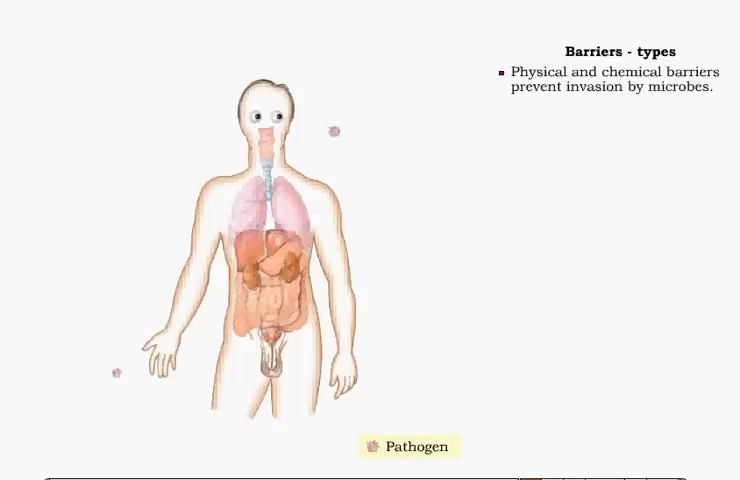 Barriers - types
Physical and chemical barriers
prevent invasion by microbes.
Pathogen